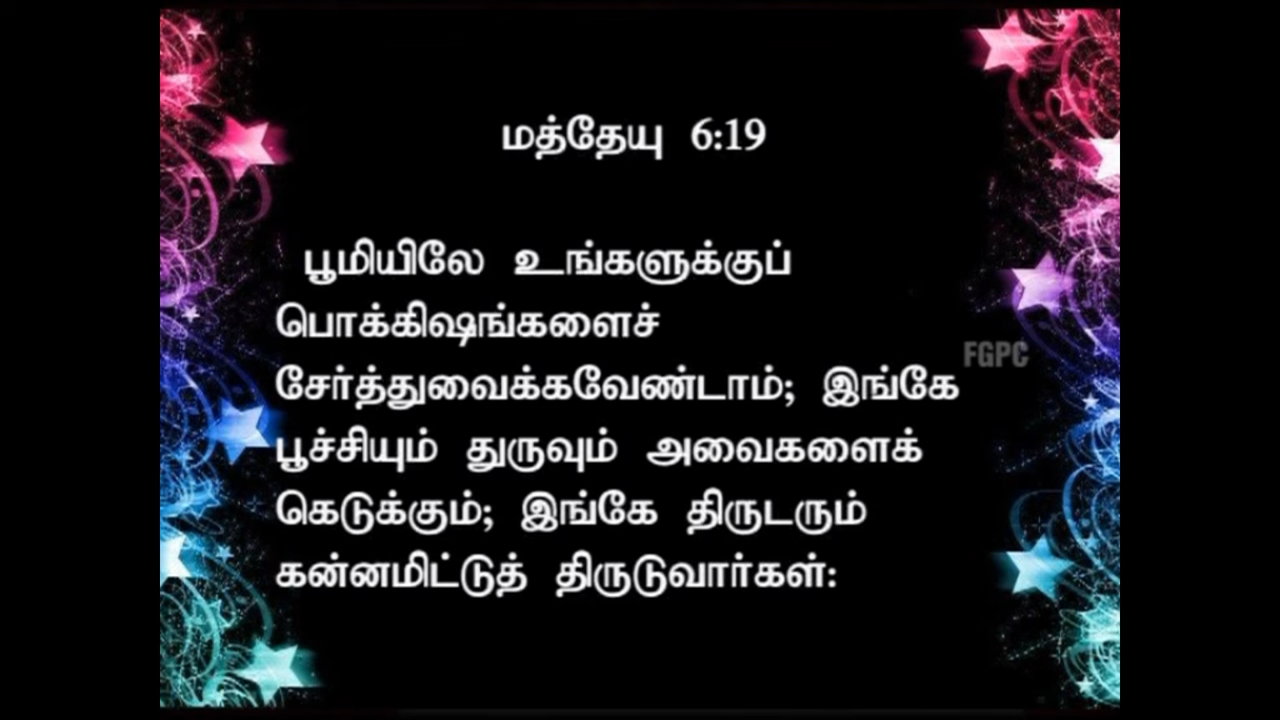 மத்தேயு 6:19
பூமியிலே உங்களுக்குப்
பொக்கிஷங்களைச்
சேர்த்துவைக்கவேண்டாம்; இங்கே
FGPC
பூச்சியும் துருவும் அவைகளைக்
கெடுக்கும்; இங்கே திருடரும்
கன்னமிட்டுத் திருடுவார்கள்: